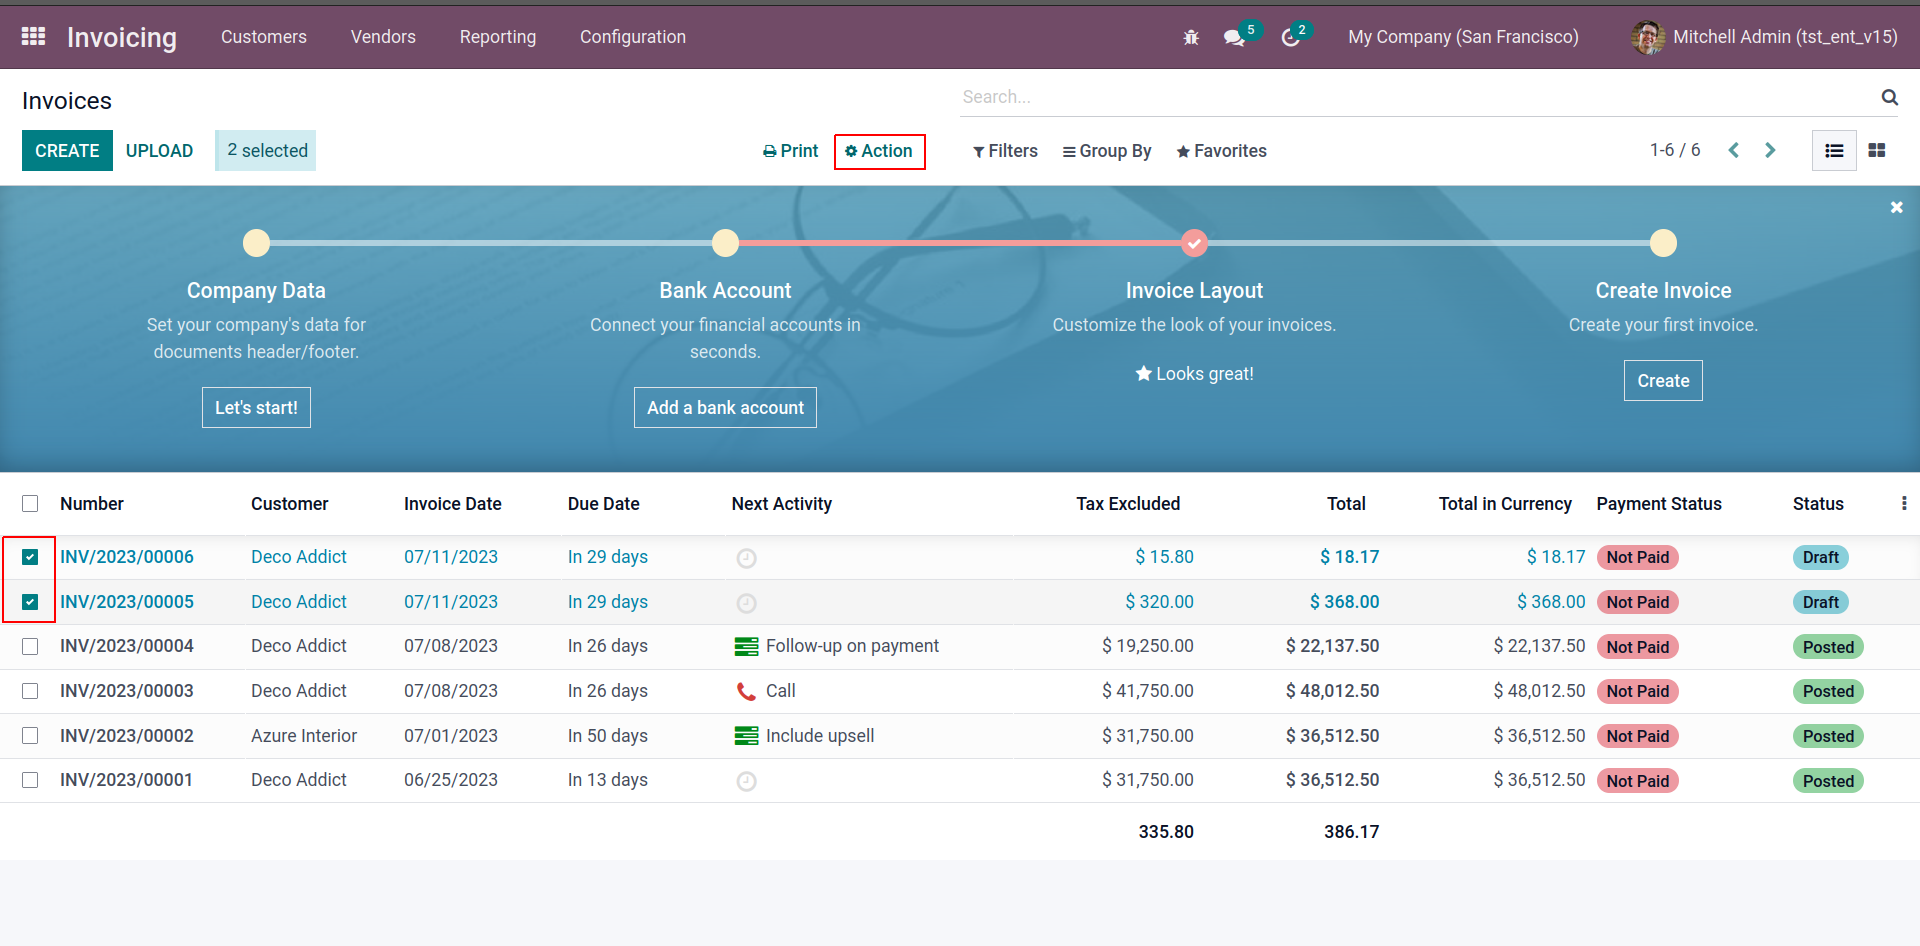 Invoicing Customers Vendors Reporting Configuration 5 2 My Company (San Francisco) Mitchell Admin (tst_ent_v15)
Invoices
Search...
CREATE UPLOAD 2 selected Print Action Filters Group By Favorites 1-6 / 6
Company Data Bank Account Invoice Layout Create Invoice
Set your company's data for Connect your financial accounts in Customize the look of your invoices. Create your first invoice.
documents header/footer. seconds.
Looks great!
Create
Let's start! Add a bank account
Number Customer Invoice Date Due Date Next Activity Tax Excluded Total Total in Currency Payment Status Status
INV/2023/00006 Deco Addict 07/11/2023 In 29 days $ 15.80 $ 18.17 $ 18.17 Not Paid Draft
INV/2023/00005 Deco Addict 07/11/2023 In 29 days $ 320.00 $ 368.00 $ 368.00 Not Paid Draft
INV/2023/00004 Deco Addict 07/08/2023 In 26 days Follow-up on payment $ 19,250.00 $ 22,137.50 $ 22,137.50 Not Paid Posted
INV/2023/00003 Deco Addict 07/08/2023 In 26 days Call $ 41,750.00 $ 48,012.50 $ 48,012.50 Not Paid Posted
INV/2023/00002 Azure Interior 07/01/2023 In 50 days Include upsell $ 31,750.00 $ 36,512.50 $ 36,512.50 Not Paid Posted
INV/2023/00001 Deco Addict 06/25/2023 In 13 days $ 31,750.00 $ 36,512.50 $ 36,512.50 Not Paid Posted
335.80 386.17